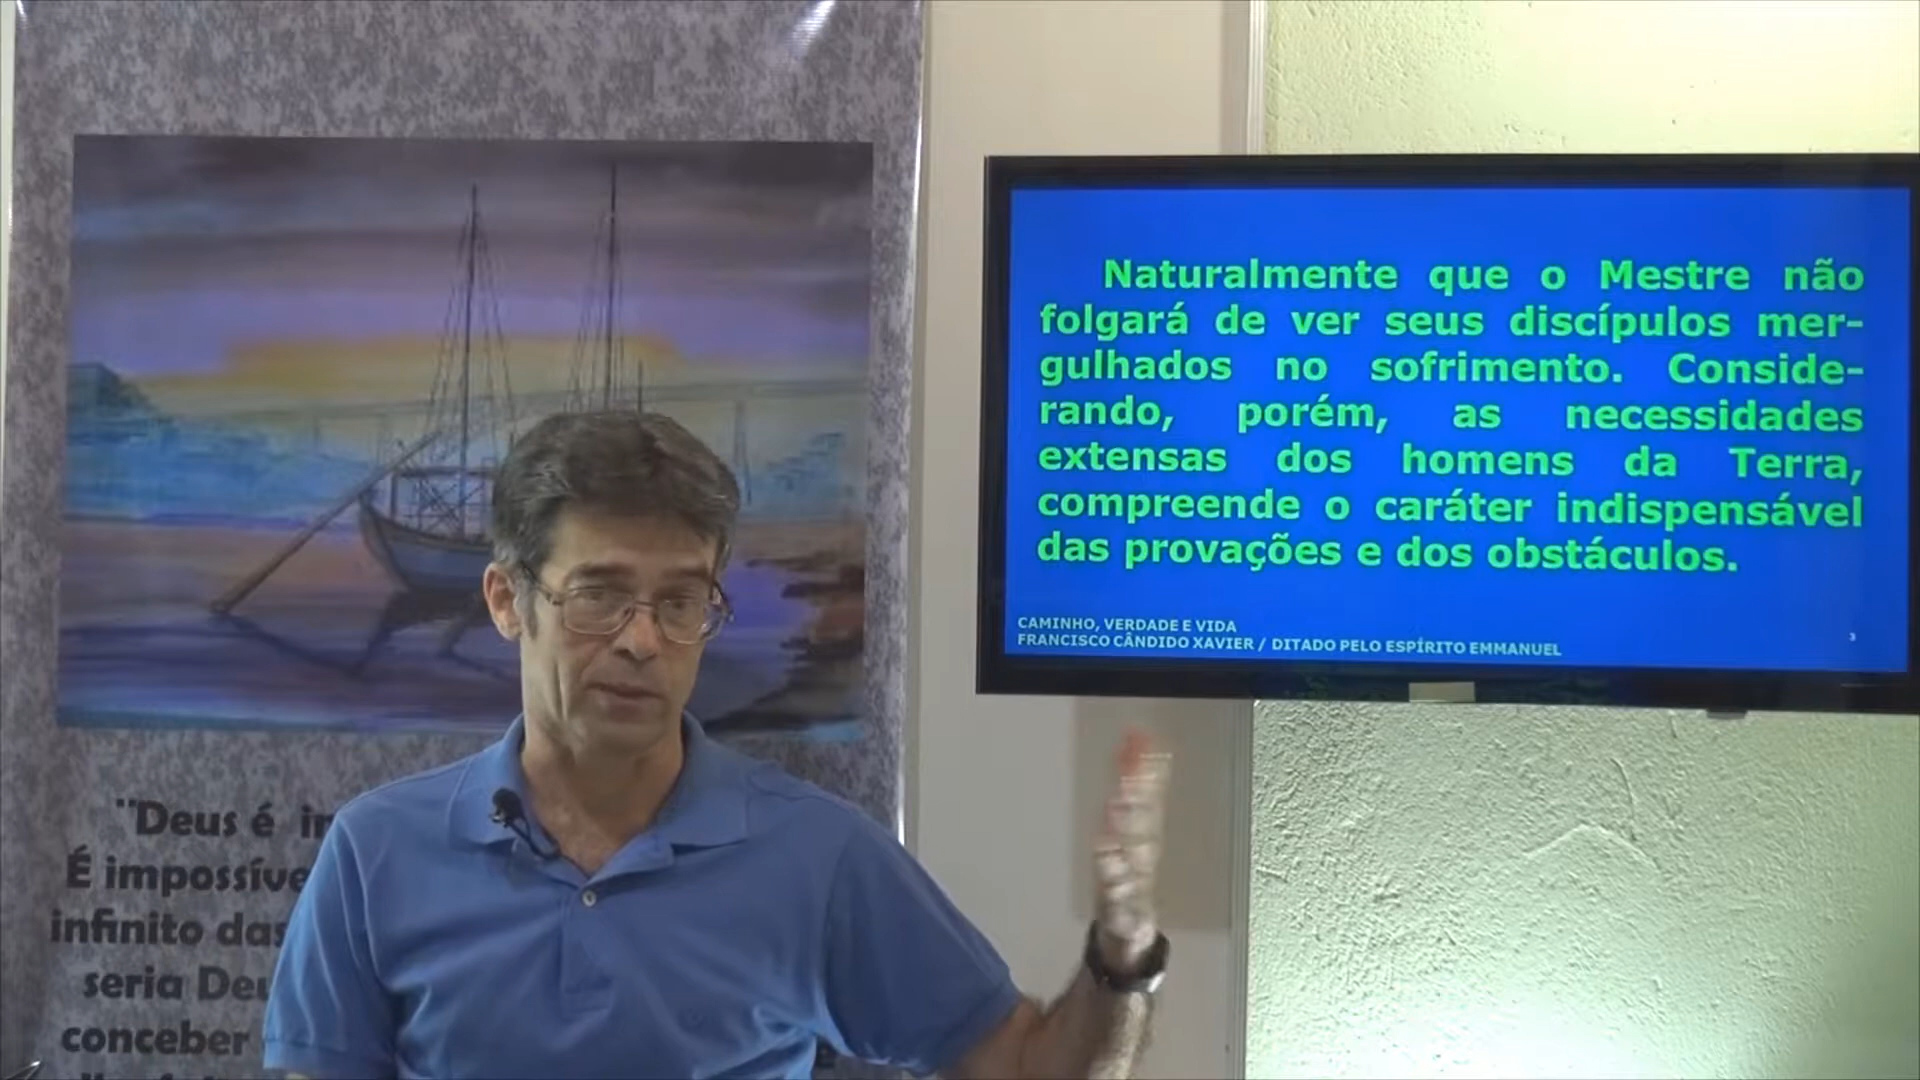 Naturalmente que o Mestre não
folgará de ver seus discípulos mer-
gulhados no sofrimento. Conside-
rando, porém, as necessidades
extensas dos homens da Terra,
compreende o caráter indispensável
das provações e dos obstáculos.
CAMINHO, VERDADE E VIDA
FRANCISCO CÂNDIDO XAVIER / DITADO PELO ESPÍRITO EMMANUEL
3
¨Deus é
É impossíve
infinito das
seria Deu
conceber